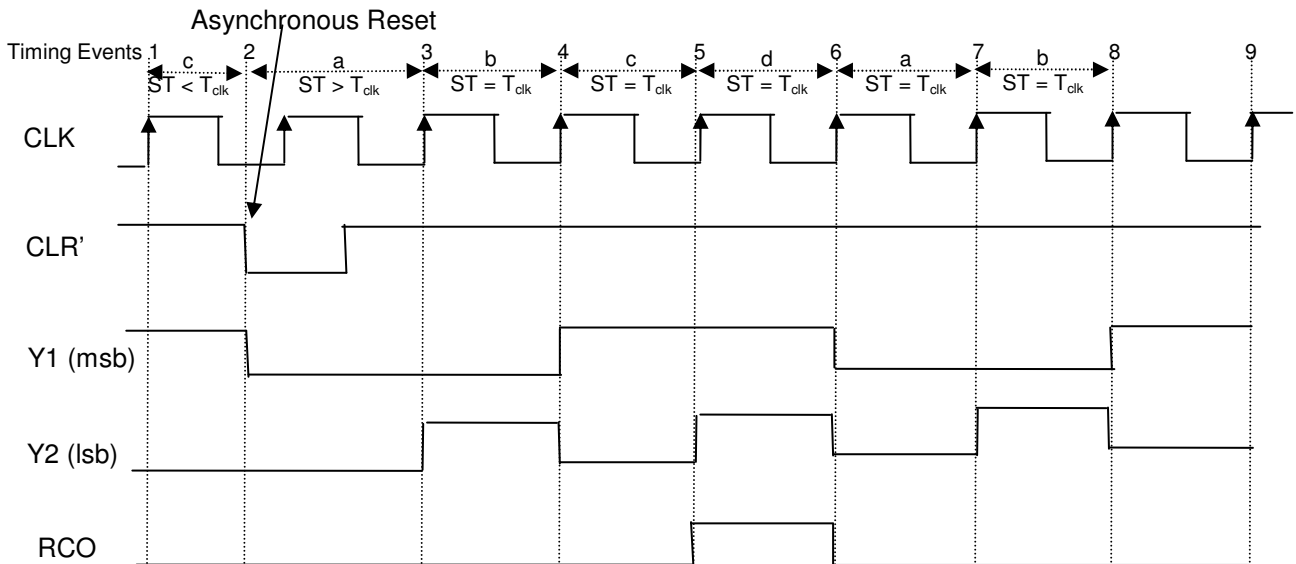 Asynchronous Reset
Timing Events 1 2 3 4 5 6 7 8 9
c a b c d a b
ST < Tclk ST > Tclk ST = Tclk ST = Tclk ST = Tclk ST = Tclk ST = Tclk
CLK
CLR’
Y1 (msb)
Y2 (lsb)
RCO